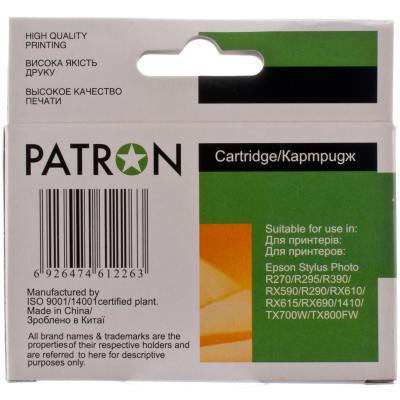 HIGH QUALITY
PRINTING
ВИСОКА ЯКІСТЬ
ДРУКУ
ВЫСОКОЕ КАЧЕСТВО
ПЕЧАТИ
PATRON
Cartridge/Картридж
6 926474 612263
Suitable for use in:
Для принтерів:
Для принтеров:
Epson Stylus Photo
R270/R295/R390/
RX590/R290/RX610/
RX615/RX690/1410/
TX700W/TX800FW
Manufactured by
ISO 9001/14001certified plant.
Made in China/
Зроблено в Китаї
All brand names & trademarks are the
propertiesof their respective holders and
are referred to here for descriptive
purposes only.